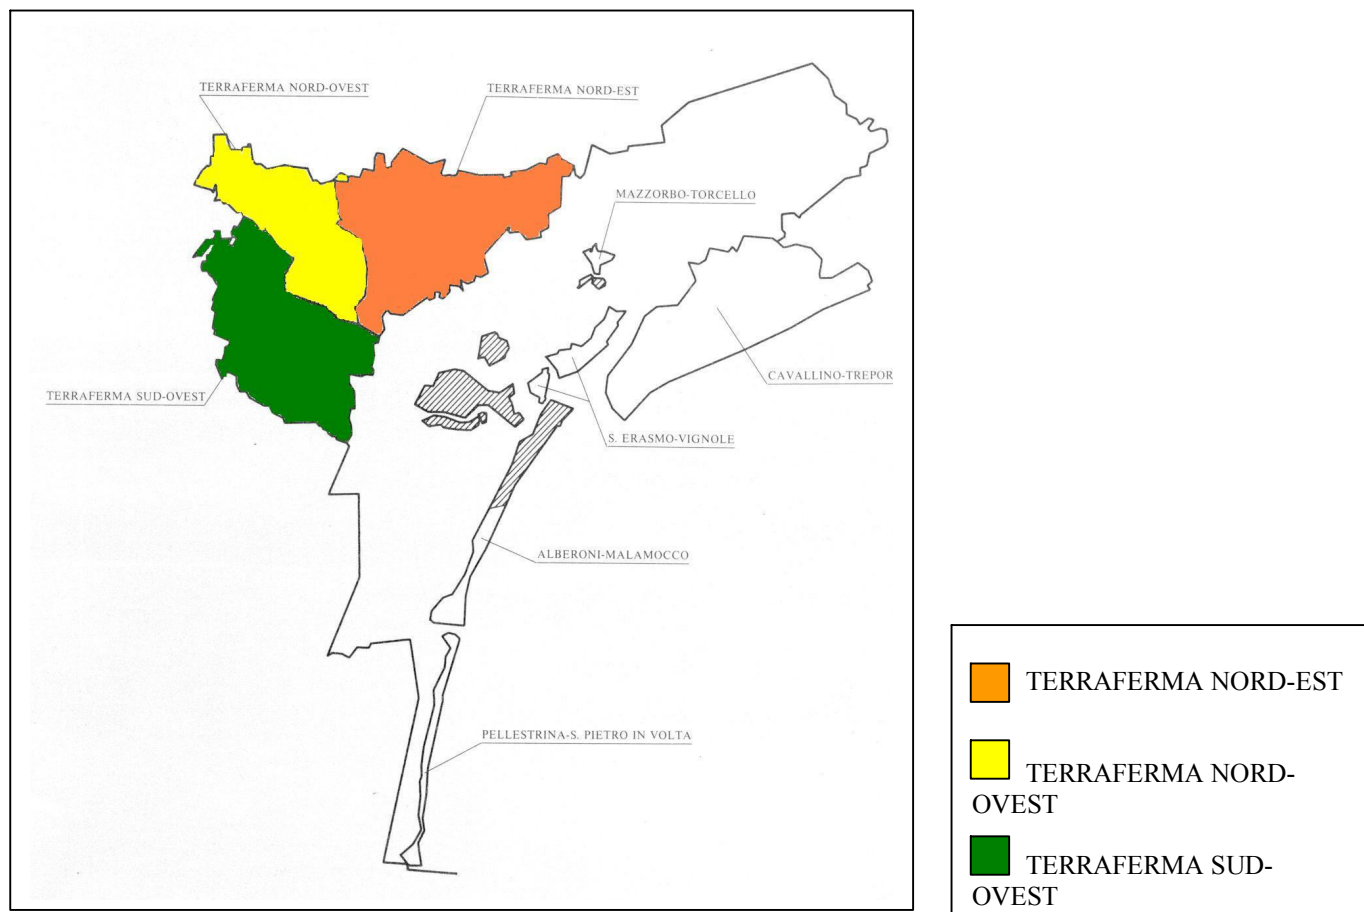 TERRAFERMA NORD-OVEST
TERRAFERMA NORD-EST
MAZZORBO-TORCELLO
CAVALLINO-TREPOR
TERRAFERMA SUD-OVEST
S. ERASMO-VIGNOLE
ALBERONI-MALAMOCCO
PELLESTRINA-S. PIETRO IN VOLTA
TERRAFERMA NORD-EST
TERRAFERMA NORD-
OVEST
TERRAFERMA SUD-
OVEST